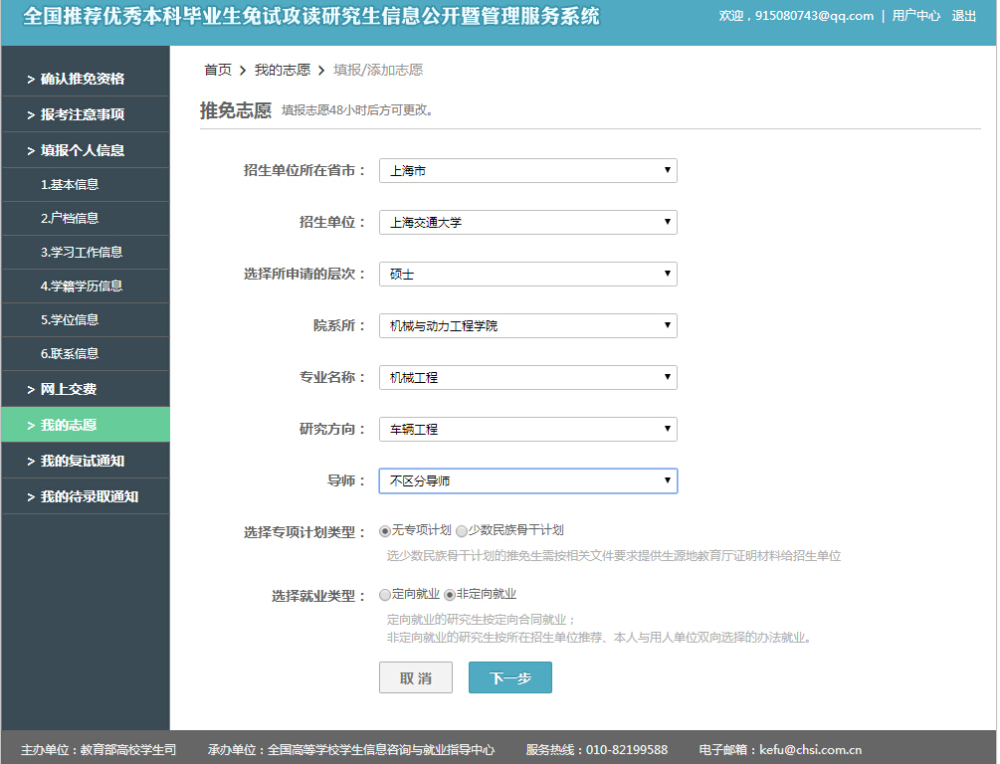 全国推荐优秀本科毕业生免试攻读研究生信息公开暨管理服务系统
欢迎，915080743@qq.com | 用户中心 退出
> 确认推免资格
> 报考注意事项
> 填报个人信息
1.基本信息
2.户档信息
3.学习工作信息
4.学籍学历信息
5.学位信息
6.联系信息
> 网上交费
> 我的志愿
> 我的复试通知
> 我的待录取通知
首页 > 我的志愿 > 填报/添加志愿
推免志愿 填报志愿48小时后方可更改。
招生单位所在省市： 上海市
招生单位： 上海交通大学
选择所申请的层次： 硕士
院系所： 机械与动力工程学院
专业名称： 机械工程
研究方向： 车辆工程
导师： 不区分导师
选择专项计划类型： 无专项计划 少数民族骨干计划
选少数民族骨干计划的推免生需按相关文件要求提供生源地教育厅证明材料给招生单位
选择就业类型： 定向就业 非定向就业
定向就业的研究生按定向合同就业；
非定向就业的研究生按所在招生单位推荐、本人与用人单位双向选择的办法就业。
取 消 下一步
主办单位：教育部高校学生司 承办单位：全国高等学校学生信息咨询与就业指导中心 服务热线：010-82199588 电子邮箱：kefu@chsi.com.cn